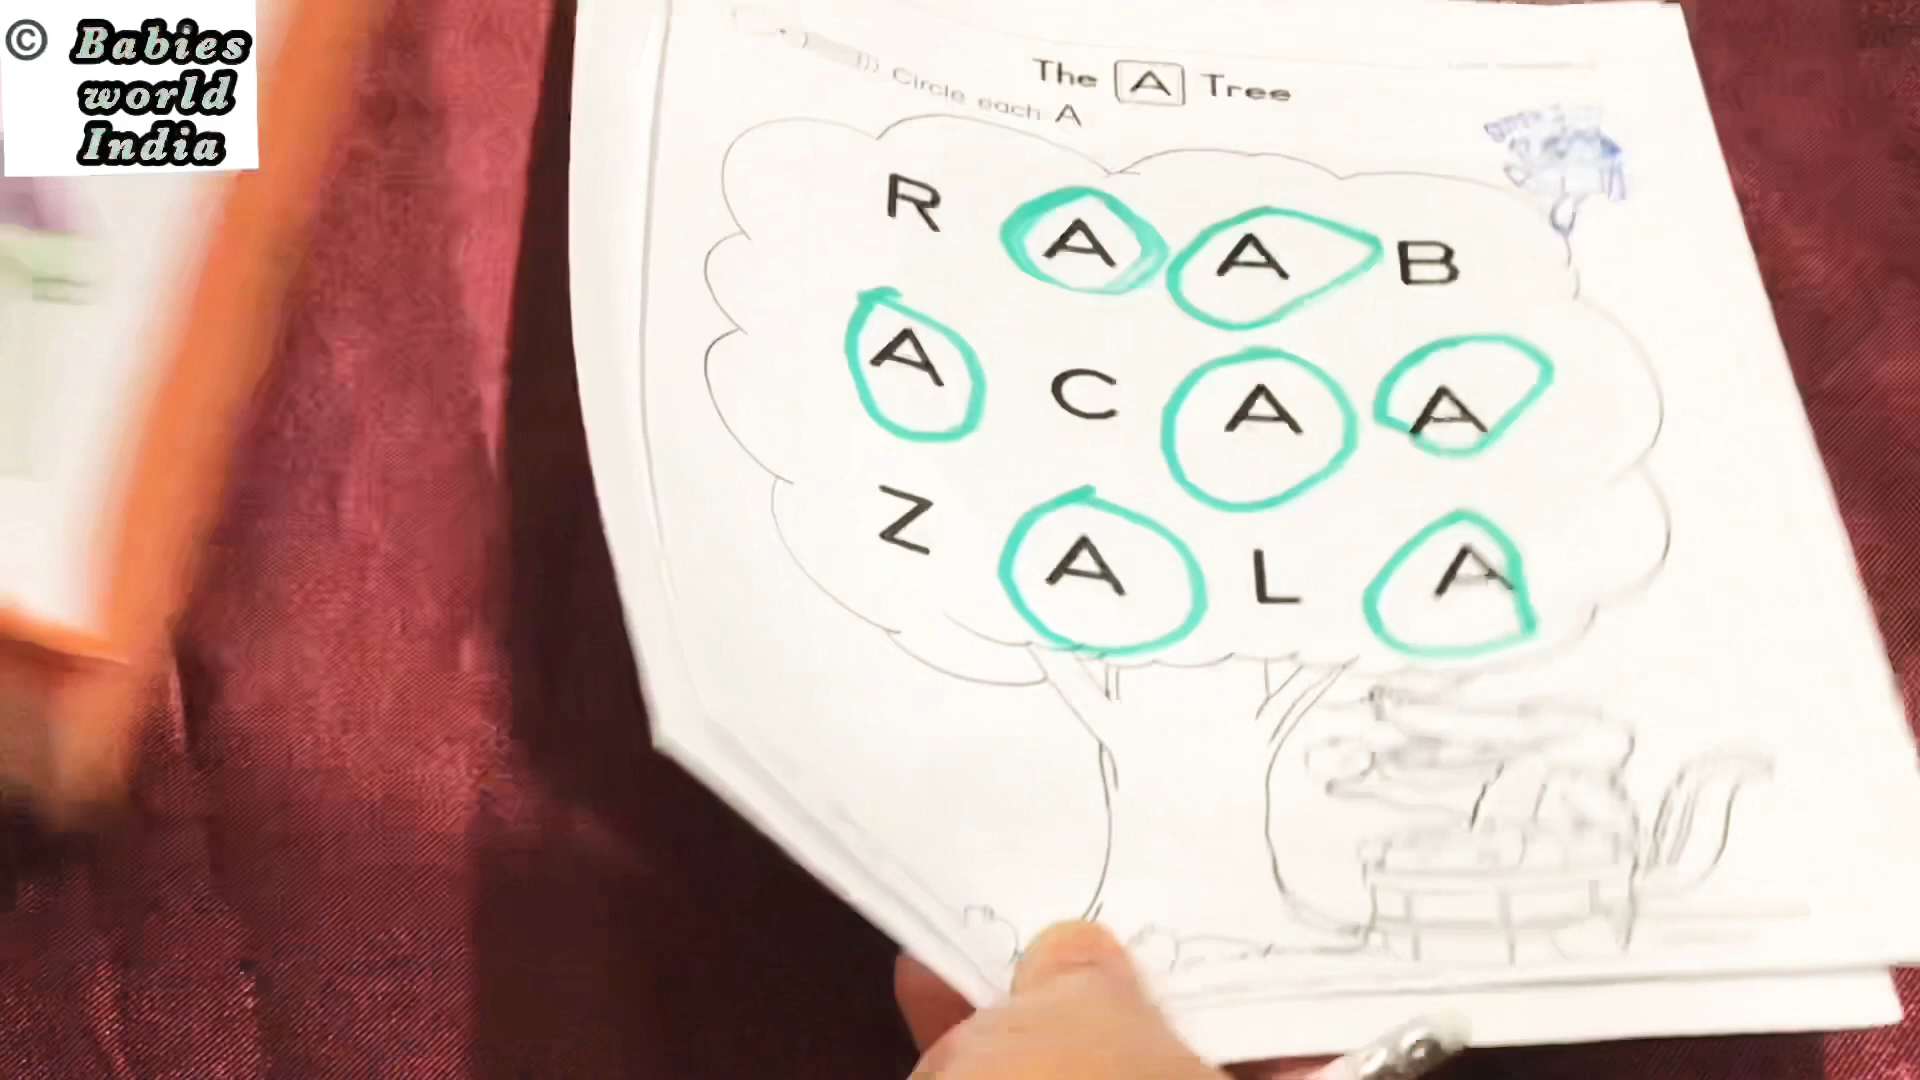 © Babies
world
India
The A Tree
Circle each A
R A A B
A C A A
Z A L A